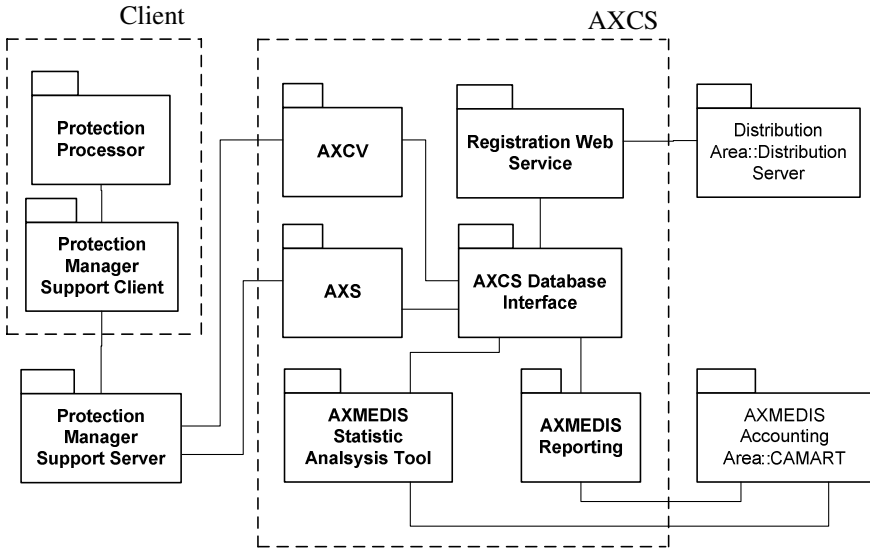 Client
AXCS
Protection
Processor
Protection
Manager
Support Client
Protection
Manager
Support Server
AXCV
AXS
Registration Web
Service
AXCS Database
Interface
AXMEDIS
Statistic
Analsysis Tool
AXMEDIS
Reporting
Distribution
Area::Distribution
Server
AXMEDIS
Accounting
Area::CAMART